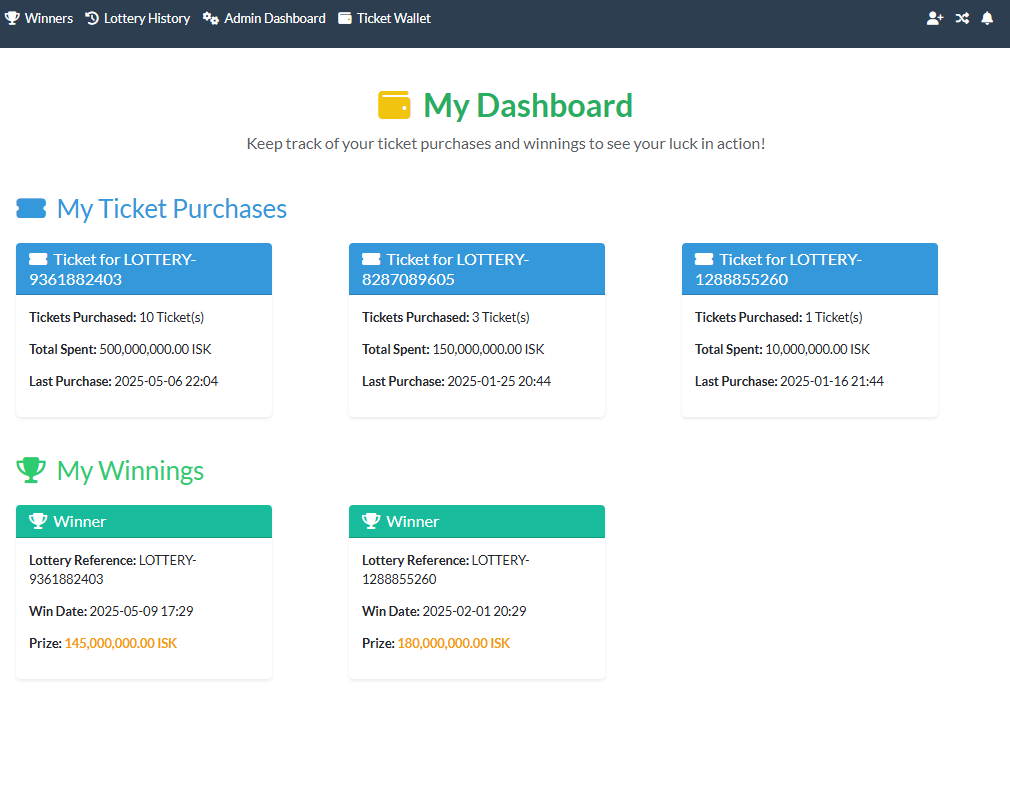 Winners Lottery History Admin Dashboard Ticket Wallet
My Dashboard
Keep track of your ticket purchases and winnings to see your luck in action!
My Ticket Purchases
Ticket for LOTTERY-
9361882403
Tickets Purchased: 10 Ticket(s)
Total Spent: 500,000,000.00 ISK
Last Purchase: 2025-05-06 22:04
Ticket for LOTTERY-
8287089605
Tickets Purchased: 3 Ticket(s)
Total Spent: 150,000,000.00 ISK
Last Purchase: 2025-01-25 20:44
Ticket for LOTTERY-
1288855260
Tickets Purchased: 1 Ticket(s)
Total Spent: 10,000,000.00 ISK
Last Purchase: 2025-01-16 21:44
My Winnings
Winner
Lottery Reference: LOTTERY-
9361882403
Win Date: 2025-05-09 17:29
Prize: 145,000,000.00 ISK
Winner
Lottery Reference: LOTTERY-
1288855260
Win Date: 2025-02-01 20:29
Prize: 180,000,000.00 ISK